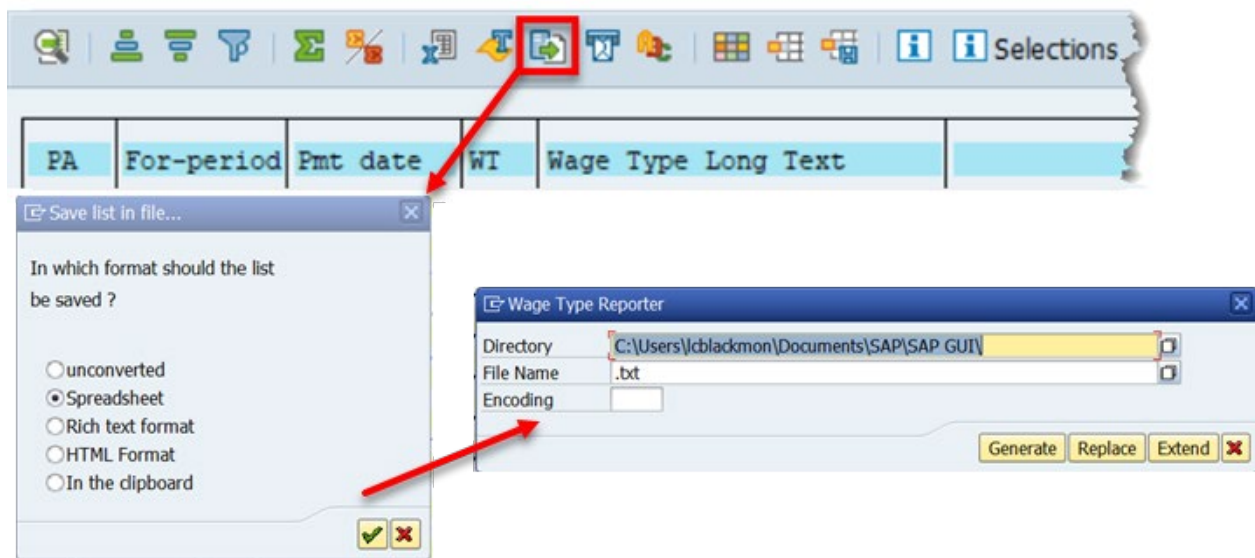 Selections
PA For-period Pmt date WT Wage Type Long Text
Save list in file...
In which format should the list
be saved ?
unconverted
Spreadsheet
Rich text format
HTML Format
In the clipboard
Wage Type Reporter
Directory C:\Users\lcblackmon\Documents\SAP\SAP GUI\
File Name .txt
Encoding
Generate Replace Extend